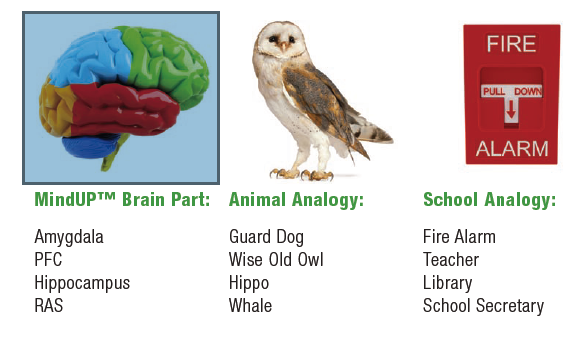 FIRE
PULL DOWN
ALARM
MindUP™ Brain Part: Animal Analogy: School Analogy:
Amygdala Guard Dog Fire Alarm
PFC Wise Old Owl Teacher
Hippocampus Hippo Library
RAS Whale School Secretary